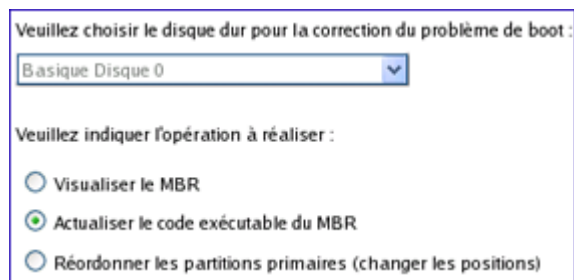 Veuillez choisir le disque dur pour la correction du problème de boot :
Basique Disque 0
Veuillez indiquer l'opération à réaliser :
Visualiser le MBR
Actualiser le code exécutable du MBR
Réordonner les partitions primaires (changer les positions)